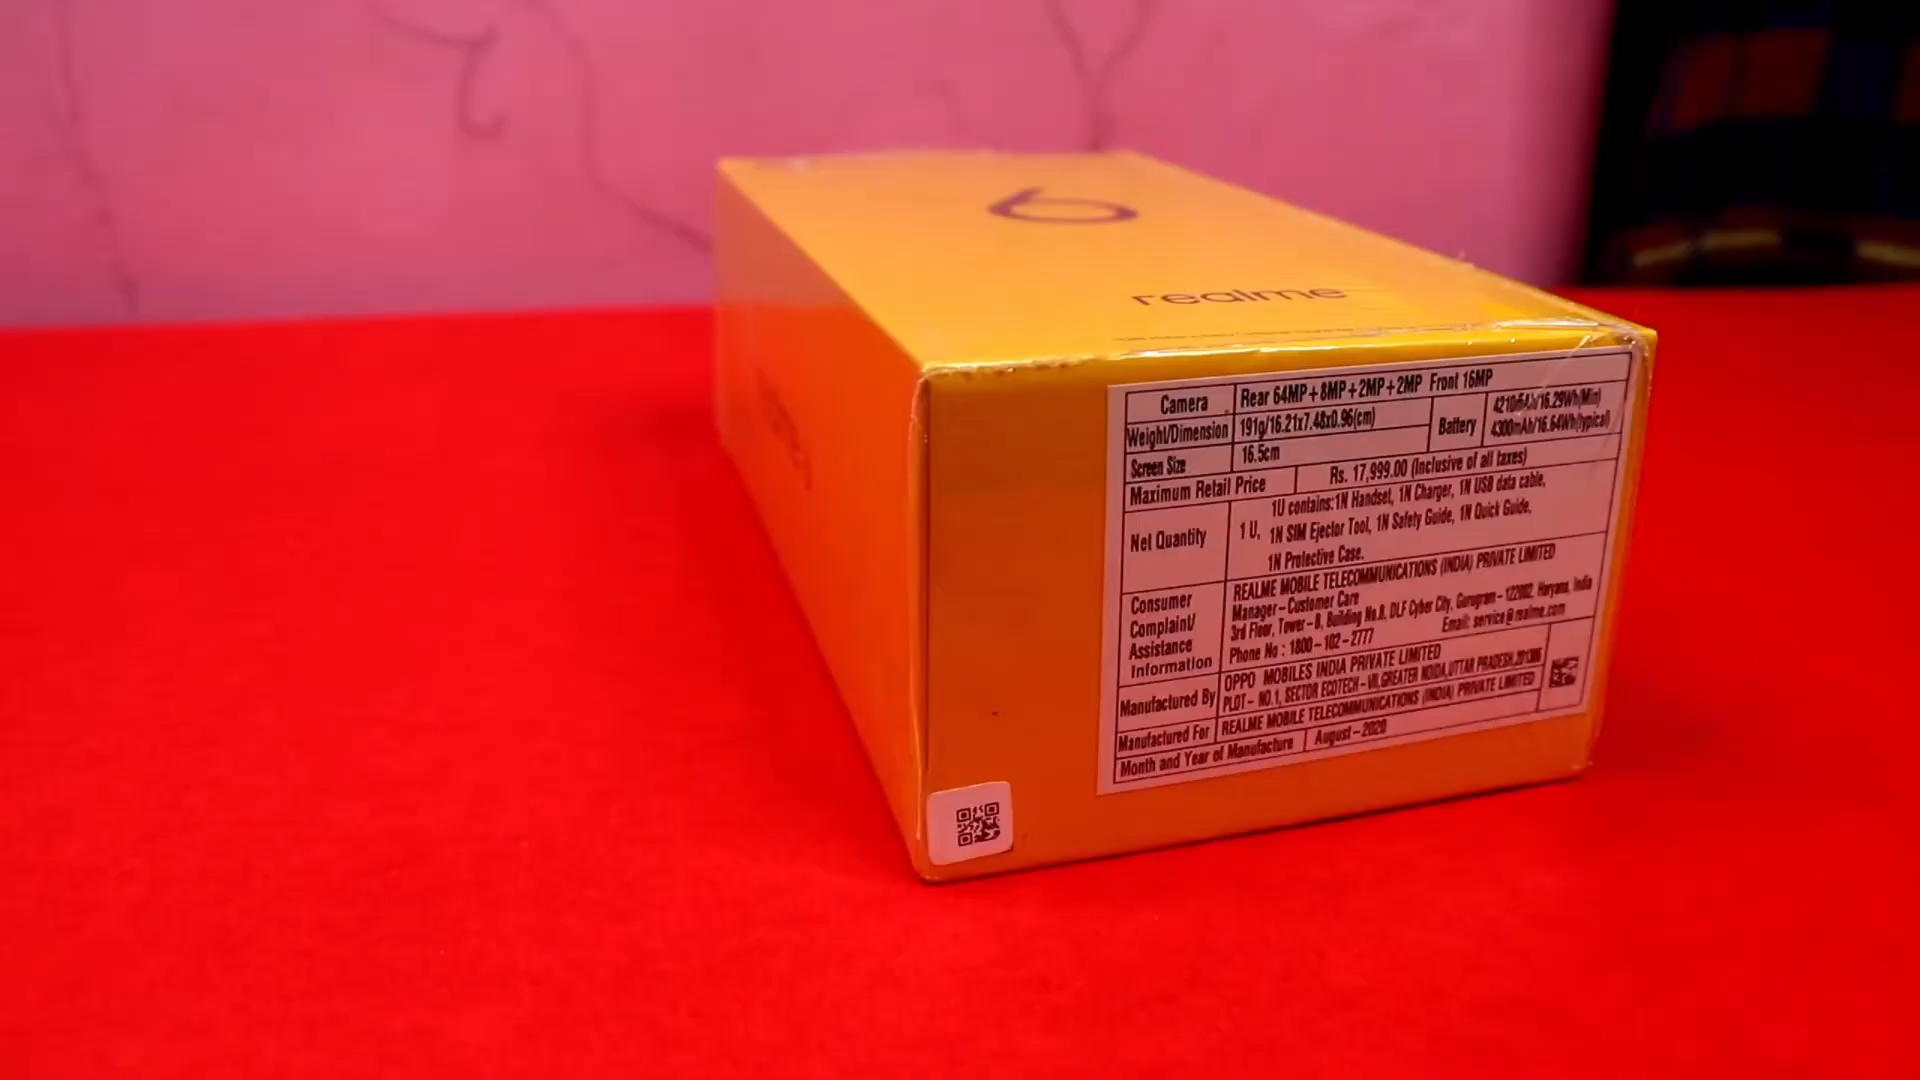 6
realme
Camera Rear 64MP+8MP+2MP+2MP Front 16MP
Weight/Dimension 191g/16.21x7.48x0.96(cm)
Battery 4210mAh/16.29Wh(Min)
4300mAh/16.64Wh(typical)
Screen Size 16.5cm
Maximum Retail Price Rs. 17,999.00 (Inclusive of all taxes)
Net Quantity 1 U, 1U contains:1N Handset, 1N Charger, 1N USB data cable,
1N SIM Ejector Tool, 1N Safety Guide, 1N Quick Guide,
1N Protective Case.
Consumer
Complaint/
Assistance
Information
REALME MOBILE TELECOMMUNICATIONS (INDIA) PRIVATE LIMITED
Manager-Customer Care
3rd Floor, Tower-B, Building No.8, DLF Cyber City, Gurugram-122002, Haryana, India
Phone No : 1800-102-2777 Email: service@realme.com
Manufactured By OPPO MOBILES INDIA PRIVATE LIMITED
PLOT- NO.1, SECTOR ECOTECH-VII, GREATER NOIDA, UTTAR PRADESH, 201306
Manufactured For REALME MOBILE TELECOMMUNICATIONS (INDIA) PRIVATE LIMITED
Month and Year of Manufacture August-2020